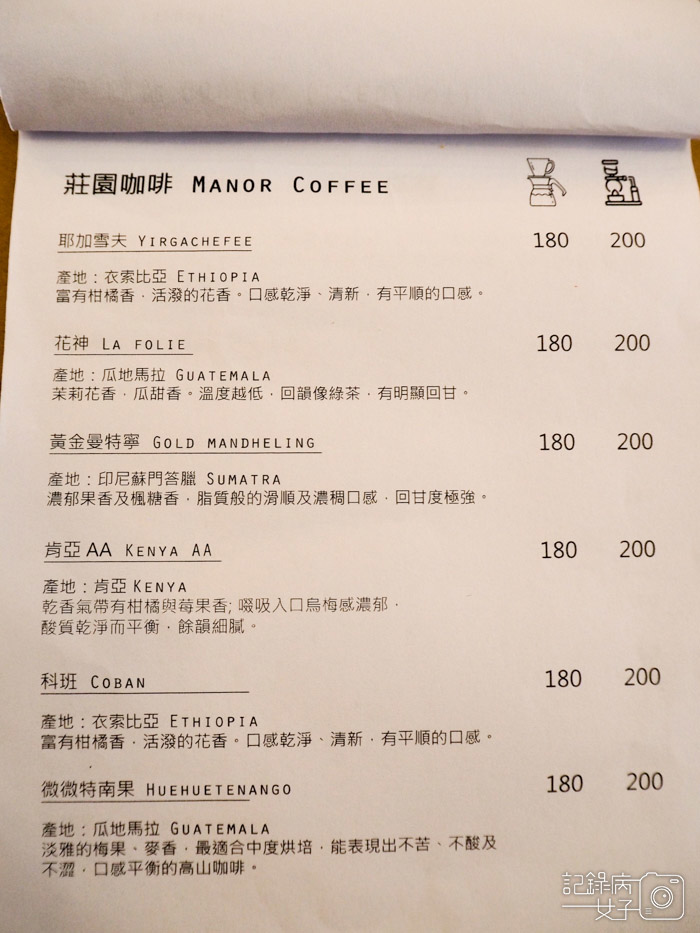 莊園咖啡 MANOR COFFEE
耶加雪夫 YIRGACHEFEE 180 200
產地：衣索比亞 ETHIOPIA
富有柑橘香，活潑的花香。口感乾淨、清新，有平順的口感。
花神 LA FOLIE 180 200
產地：瓜地馬拉 GUATEMALA
茉莉花香，瓜甜香。溫度越低，回韻像綠茶，有明顯回甘。
黃金曼特寧 GOLD MANDHELING 180 200
產地：印尼蘇門答臘 SUMATRA
濃郁果香及楓糖香，脂質般的滑順及濃稠口感，回甘度極強。
肯亞 AA KENYA AA 180 200
產地：肯亞 KENYA
乾香氣帶有柑橘與莓果香; 啜吸入口烏梅感濃郁，
酸質乾淨而平衡，餘韻細膩。
科班 COBAN 180 200
產地：衣索比亞 ETHIOPIA
富有柑橘香，活潑的花香。口感乾淨、清新，有平順的口感。
微微特南果 HUEHUETENANGO 180 200
產地：瓜地馬拉 GUATEMALA
淡雅的梅果、麥香，最適合中度烘培，能表現出不苦、不酸及
不澀，口感平衡的高山咖啡。
記錄病
女子